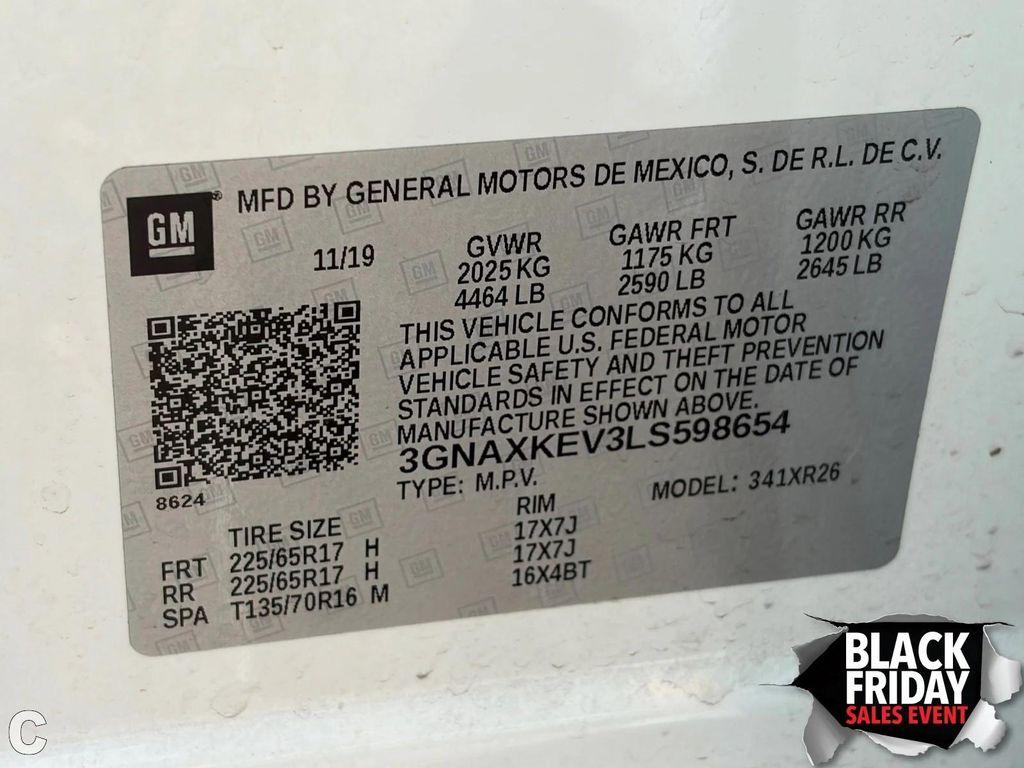 GM
MFD BY GENERAL MOTORS DE MEXICO, S. DE R.L. DE C.V.
11/19
GVWR
2025 KG
4464 LB
GAWR FRT
1175 KG
2590 LB
GAWR RR
1200 KG
2645 LB
THIS VEHICLE CONFORMS TO ALL
APPLICABLE U.S. FEDERAL MOTOR
VEHICLE SAFETY AND THEFT PREVENTION
STANDARDS IN EFFECT ON THE DATE OF
MANUFACTURE SHOWN ABOVE.
3GNAXKEV3LS598654
TYPE: M.P.V.
MODEL: 341XR26
8624
TIRE SIZE RIM
FRT 225/65R17 H 17X7J
RR 225/65R17 H 17X7J
SPA T135/70R16 M 16X4BT
BLACK
FRIDAY
SALES EVENT
C